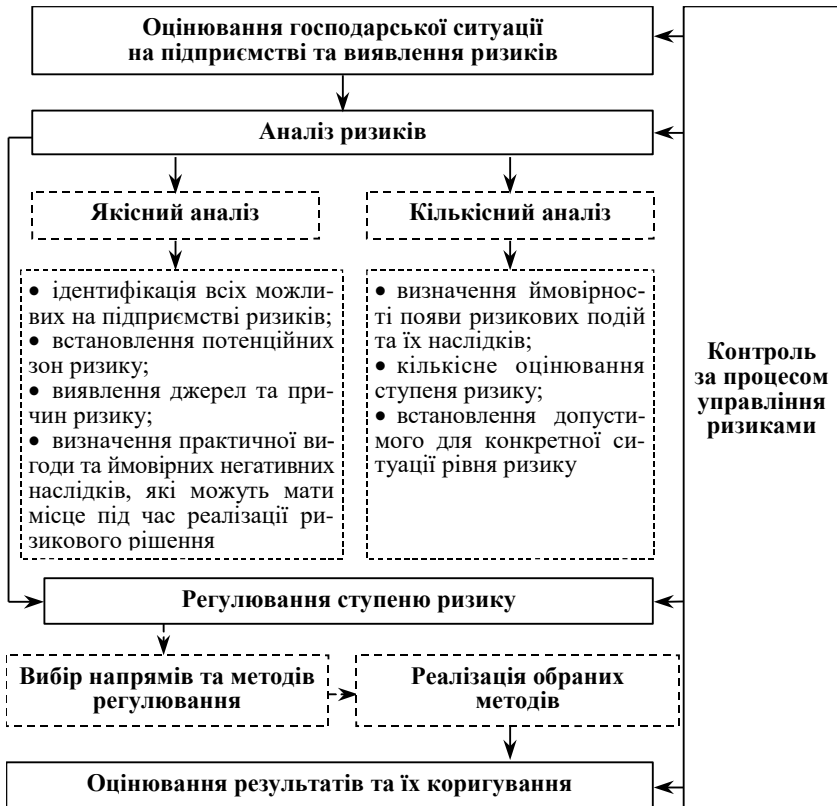 Оцінювання господарської ситуації
на підприємстві та виявлення ризиків
Аналіз ризиків
Якісний аналіз
Кількісний аналіз
• ідентифікація всіх можли-
вих на підприємстві ризиків;
• встановлення потенційних
зон ризику;
• виявлення джерел та при-
чин ризику;
• визначення практичної ви-
годи та ймовірних негативних
наслідків, які можуть мати
місце під час реалізації ри-
зикового рішення
• визначення ймовірнос-
ті появи ризикових подій
та їх наслідків;
• кількісне оцінювання
ступеня ризику;
• встановлення допусти-
мого для конкретної си-
туації рівня ризику
Контроль
за процесом
управління
ризиками
Регулювання ступеню ризику
Вибір напрямів та методів
регулювання
Реалізація обраних
методів
Оцінювання результатів та їх коригування